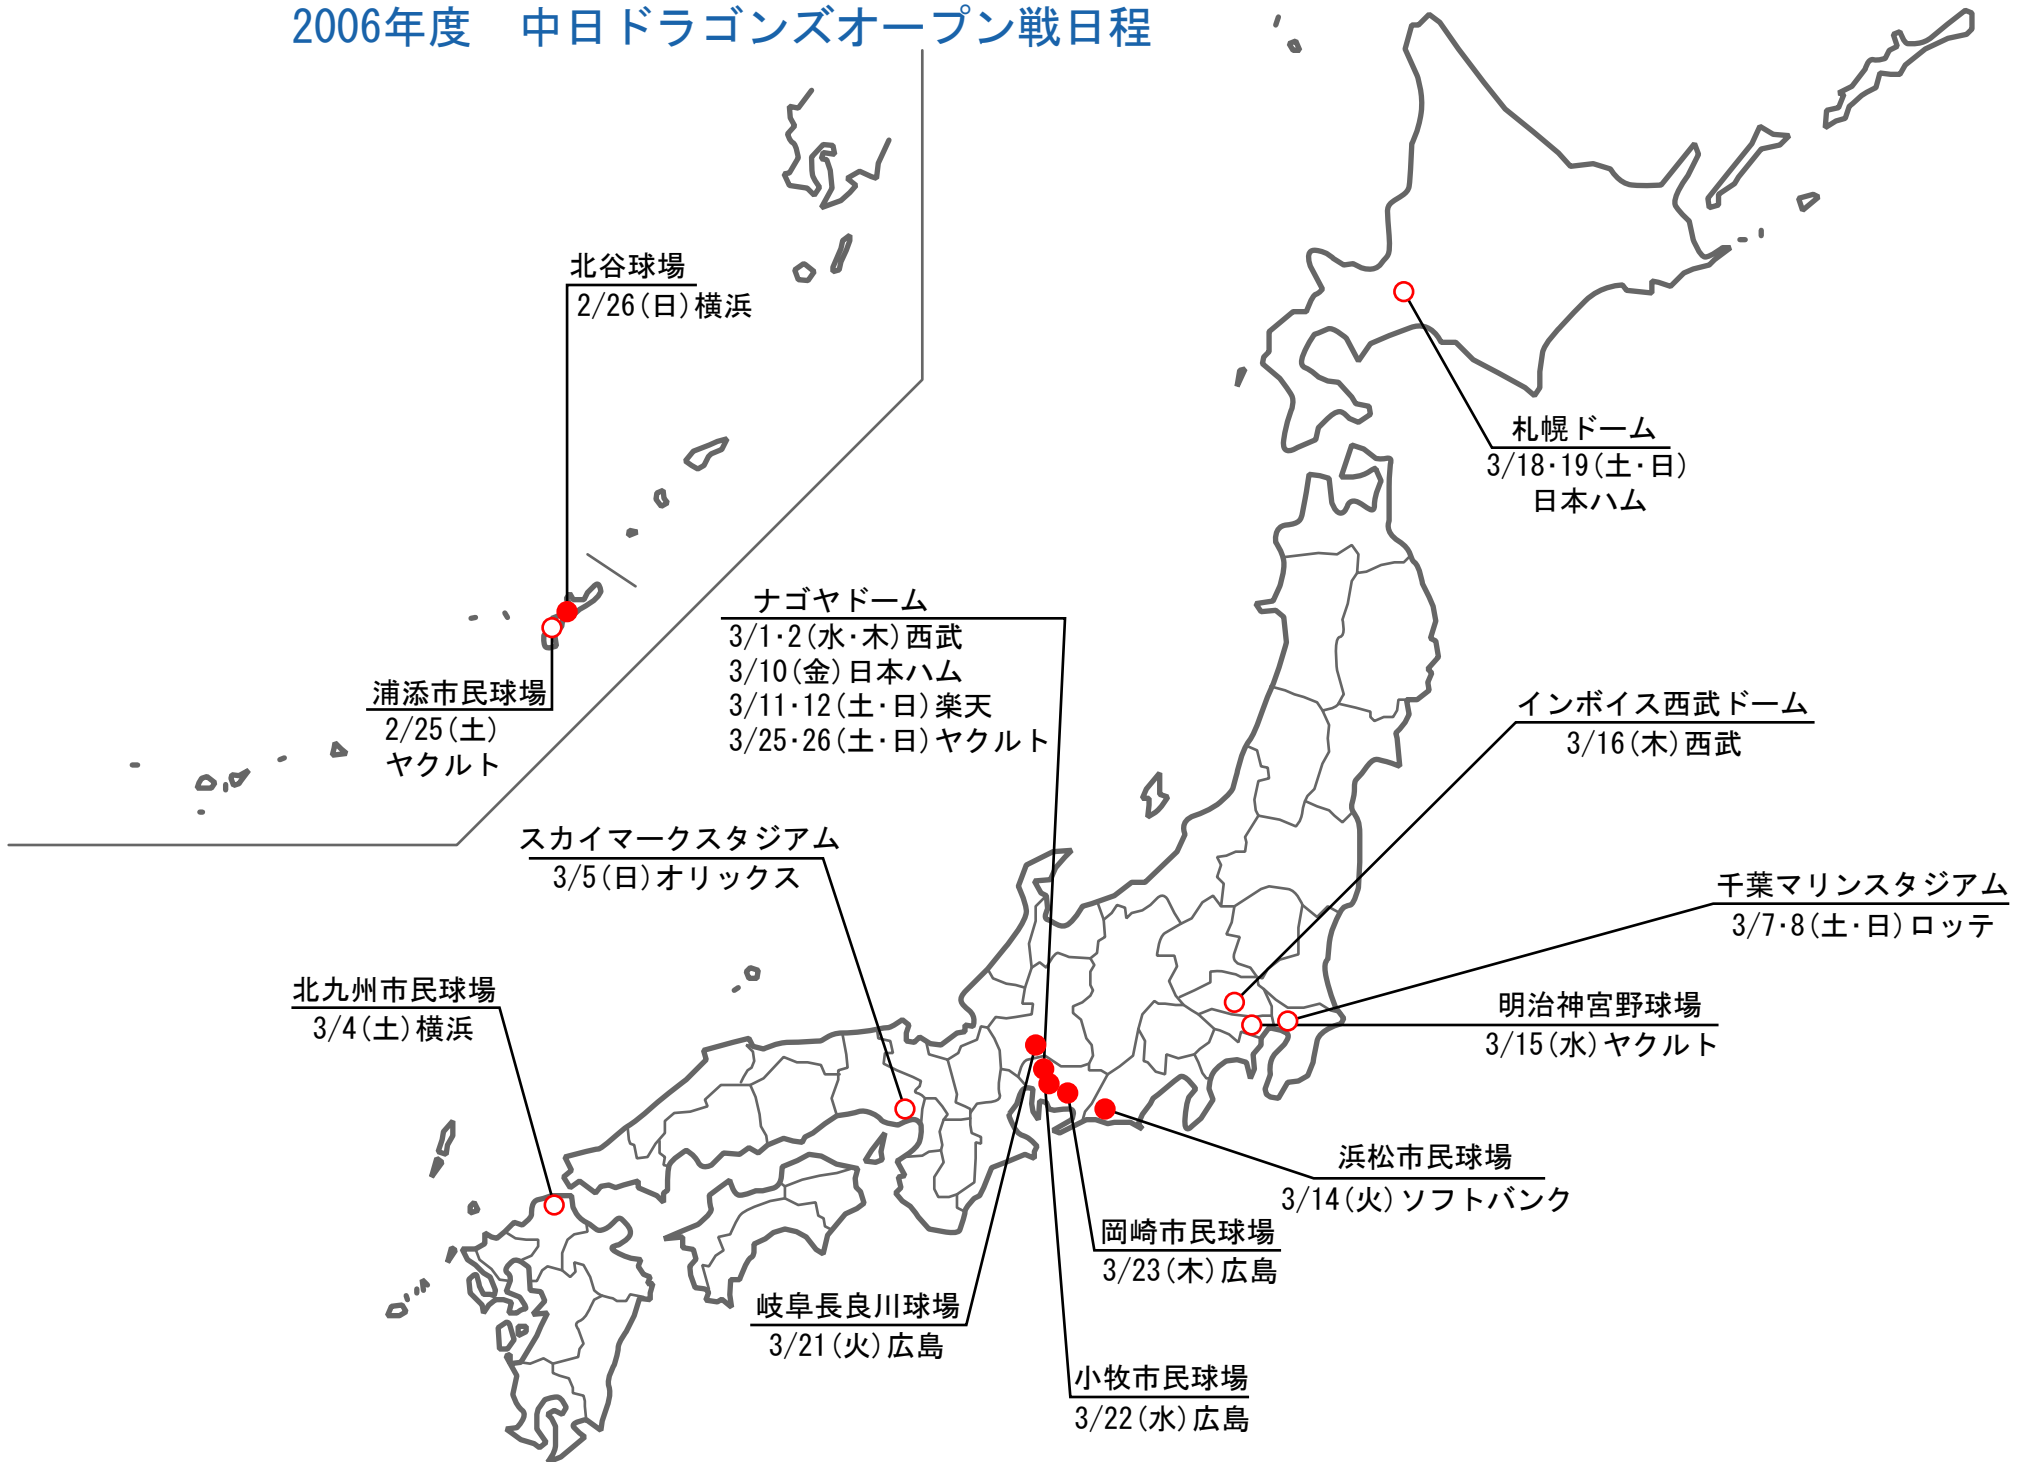 2006年度　中日ドラゴンズオープン戦日程
北谷球場
2/26(日)横浜
札幌ドーム
3/18・19(土・日)
日本ハム
ナゴヤドーム
3/1・2(水・木)西武
3/10(金)日本ハム
3/11・12(土・日)楽天
3/25・26(土・日)ヤクルト
浦添市民球場
2/25(土)
ヤクルト
インボイス西武ドーム
3/16(木)西武
スカイマークスタジアム
3/5(日)オリックス
千葉マリンスタジアム
3/7・8(土・日)ロッテ
北九州市民球場
3/4(土)横浜
明治神宮野球場
3/15(水)ヤクルト
浜松市民球場
3/14(火)ソフトバンク
岡崎市民球場
3/23(木)広島
岐阜長良川球場
3/21(火)広島
小牧市民球場
3/22(水)広島